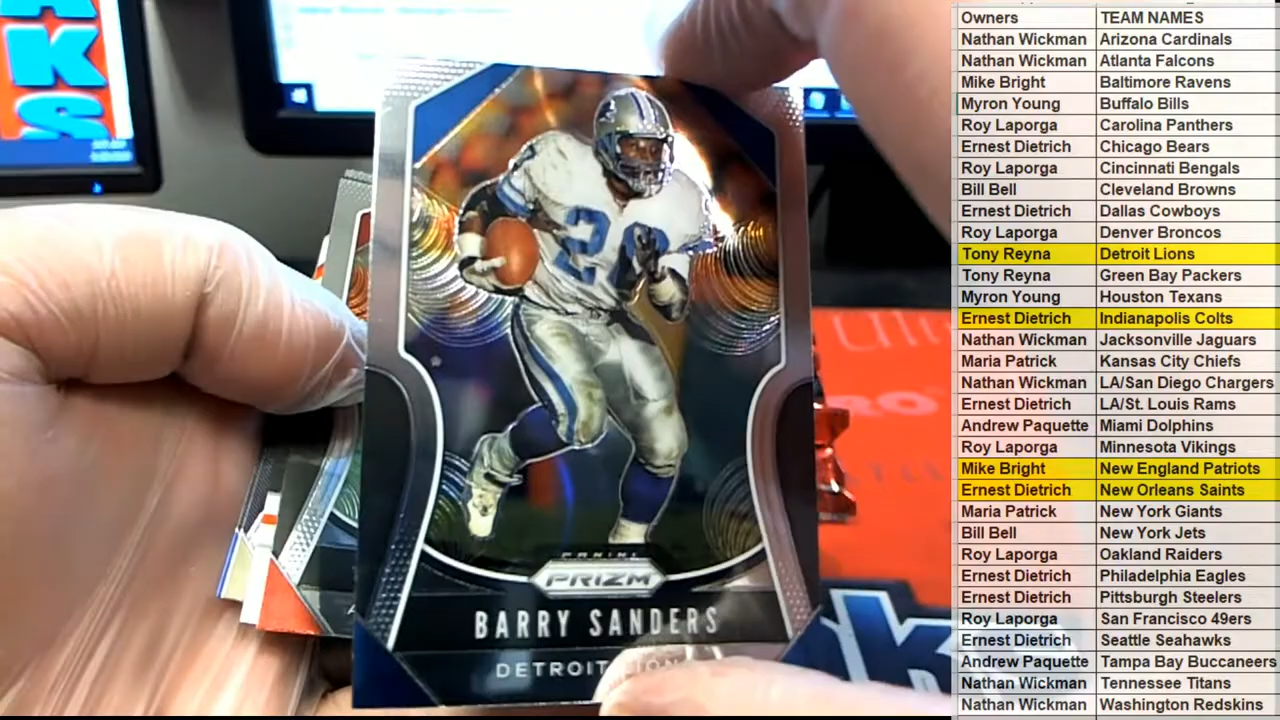 KS
20
PANINI
PRIZM
BARRY SANDERS
DETROIT
Owners TEAM NAMES
Nathan Wickman Arizona Cardinals
Nathan Wickman Atlanta Falcons
Mike Bright Baltimore Ravens
Myron Young Buffalo Bills
Roy Laporga Carolina Panthers
Ernest Dietrich Chicago Bears
Roy Laporga Cincinnati Bengals
Bill Bell Cleveland Browns
Ernest Dietrich Dallas Cowboys
Roy Laporga Denver Broncos
Tony Reyna Detroit Lions
Tony Reyna Green Bay Packers
Myron Young Houston Texans
Ernest Dietrich Indianapolis Colts
Nathan Wickman Jacksonville Jaguars
Maria Patrick Kansas City Chiefs
Nathan Wickman LA/San Diego Chargers
Ernest Dietrich LA/St. Louis Rams
Andrew Paquette Miami Dolphins
Roy Laporga Minnesota Vikings
Mike Bright New England Patriots
Ernest Dietrich New Orleans Saints
Maria Patrick New York Giants
Bill Bell New York Jets
Roy Laporga Oakland Raiders
Ernest Dietrich Philadelphia Eagles
Ernest Dietrich Pittsburgh Steelers
Roy Laporga San Francisco 49ers
Ernest Dietrich Seattle Seahawks
Andrew Paquette Tampa Bay Buccaneers
Nathan Wickman Tennessee Titans
Nathan Wickman Washington Redskins